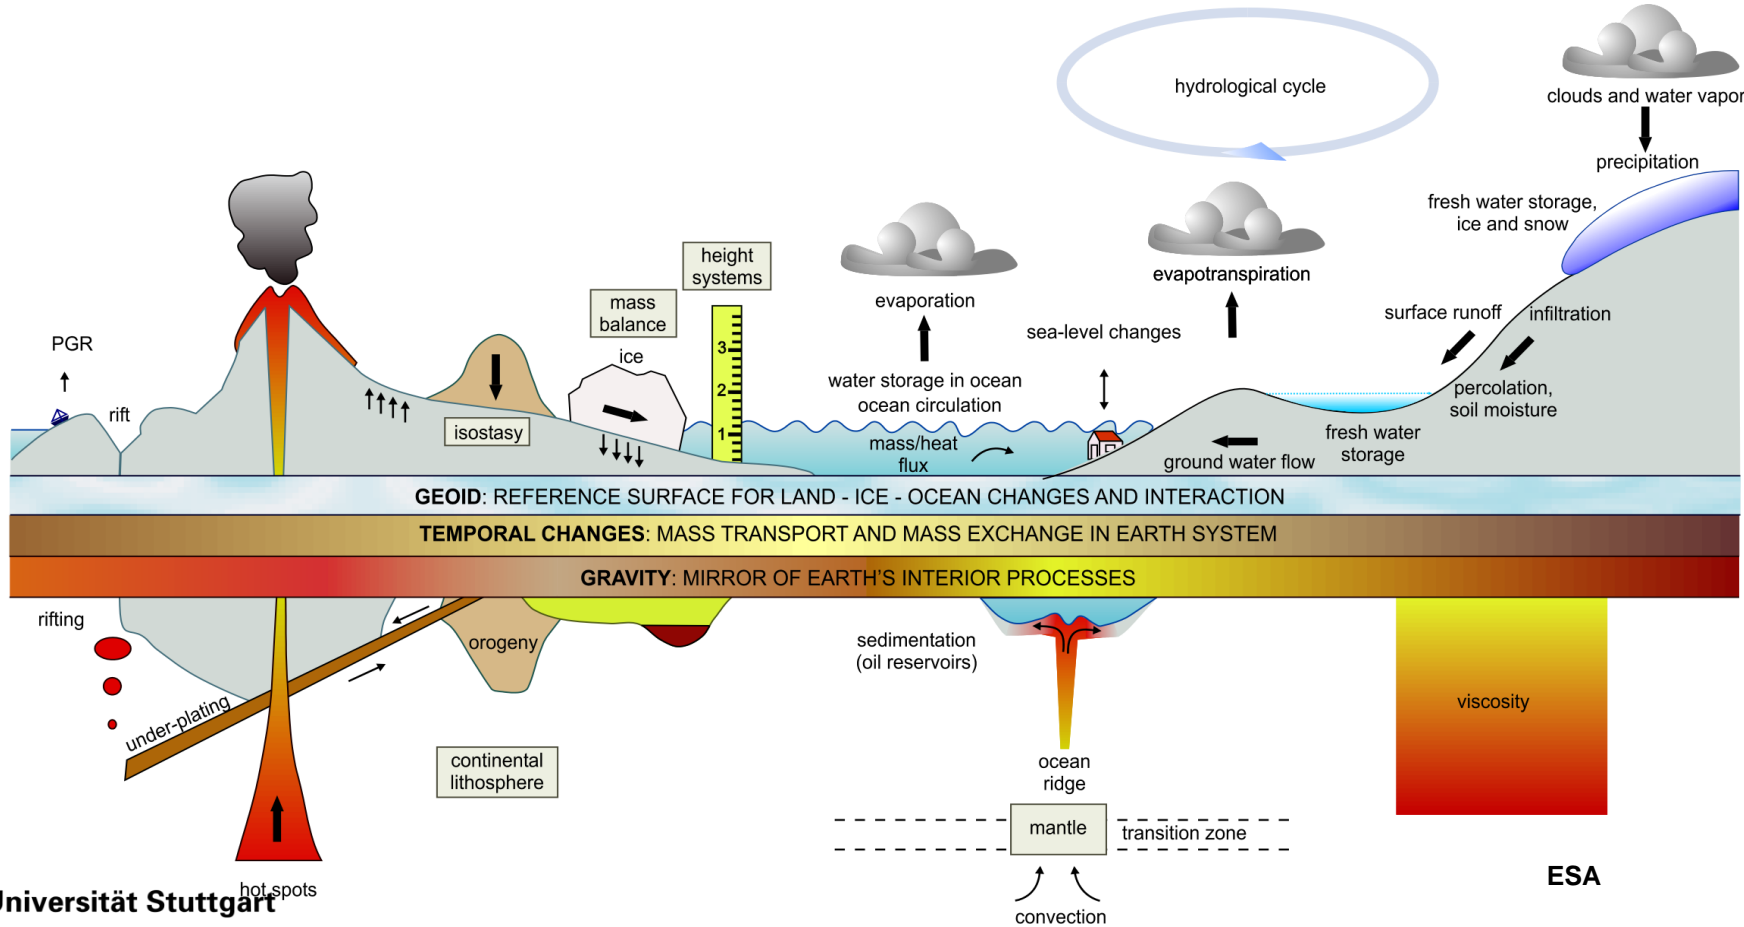 hydrological cycle
clouds and water vapor
precipitation
fresh water storage,
ice and snow
height
systems
mass
balance
ice
evaporation
evapotranspiration
sea-level changes
surface runoff
infiltration
PGR
rift
isostasy
3
2
1
water storage in ocean
ocean circulation
mass/heat
flux
percolation,
soil moisture
fresh water
storage
ground water flow
GEOID: REFERENCE SURFACE FOR LAND - ICE - OCEAN CHANGES AND INTERACTION
TEMPORAL CHANGES: MASS TRANSPORT AND MASS EXCHANGE IN EARTH SYSTEM
GRAVITY: MIRROR OF EARTH'S INTERIOR PROCESSES
rifting
orogeny
sedimentation
(oil reservoirs)
under-plating
viscosity
continental
lithosphere
ocean
ridge
mantle
transition zone
convection
hot spots
Universität Stuttgart
ESA